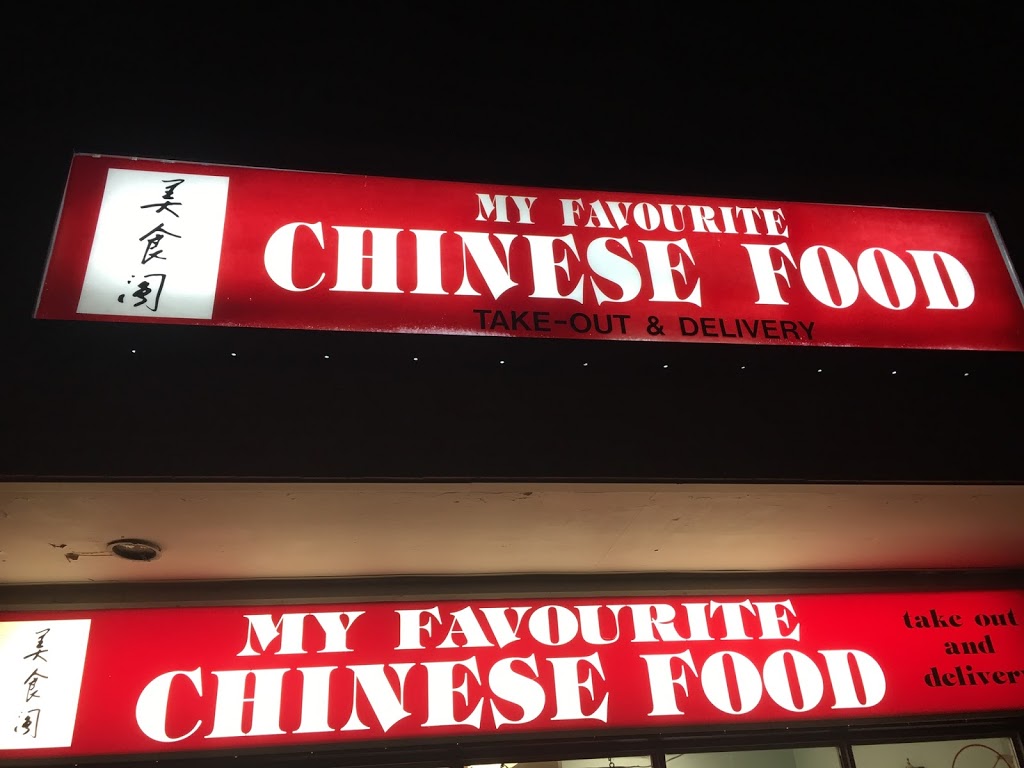 美食阁
MY FAVOURITE
CHINESE FOOD
TAKE-OUT & DELIVERY
美食阁
MY FAVOURITE
CHINESE FOOD
take out
and
delivery